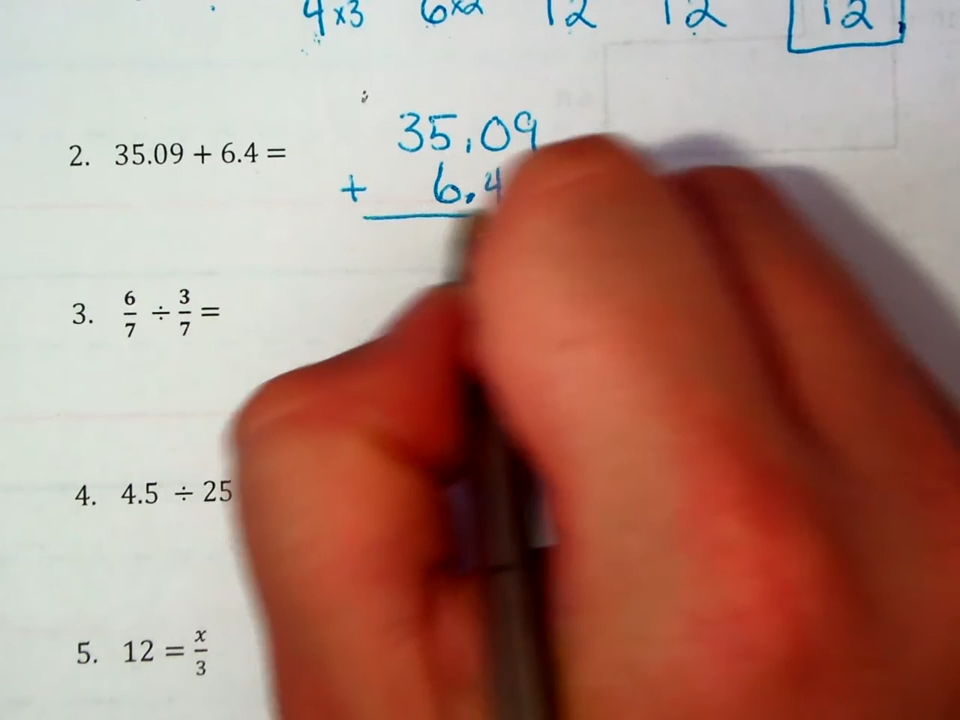 4x3 6x2 12 12 12
2. 35.09 + 6.4 = 35.09
+ 6.4
3. 6/7 ÷ 3/7 =
4. 4.5 ÷ 25
5. 12 = x/3